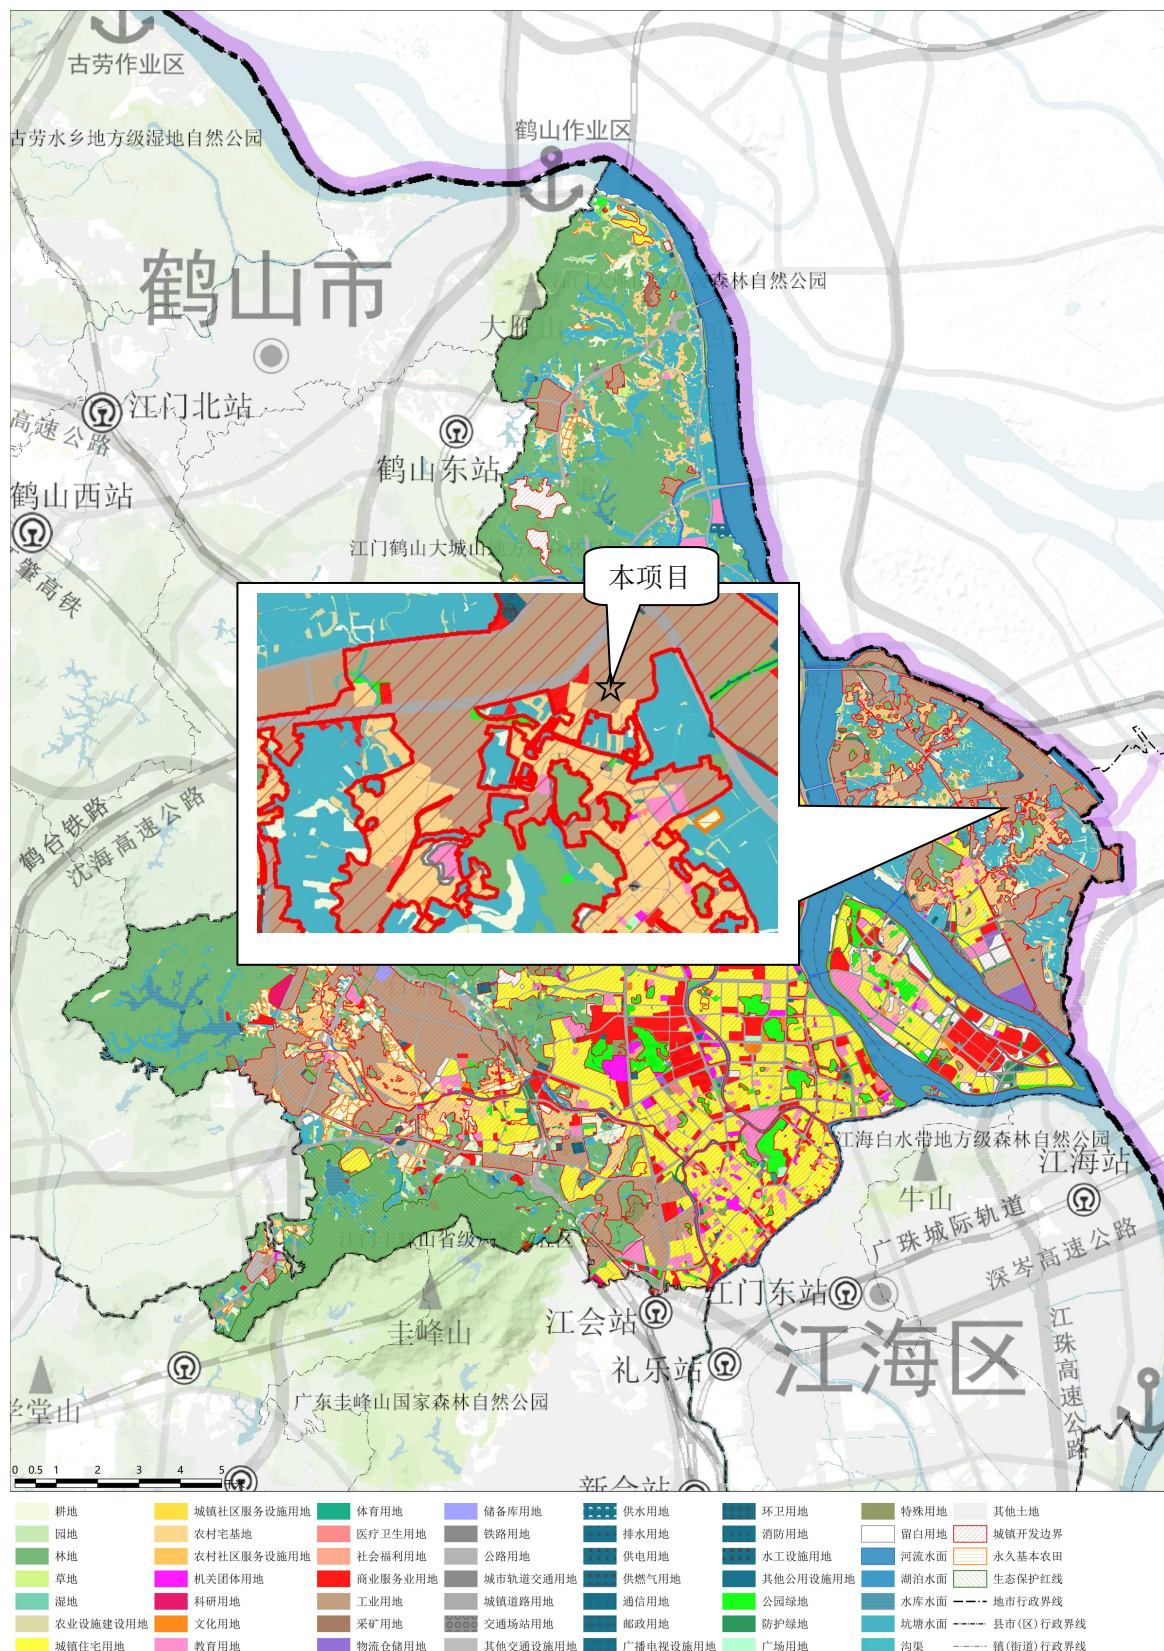 古劳作业区
古劳水乡地方级湿地自然公园
鹤山作业区
鹤山市
森林自然公园
大雁山
江门北站
高速公路
鹤山东站
鹤山西站
道
江门鹤山大城山地方
肇高铁
本项目
鹤台铁路
沈海高速公路
江海白水带地方级森林自然公园
江海站
牛山
广珠城际轨道
深岑高速公路
山省级
江门东站
江会站
圭峰山
江海区
江珠高速公路
礼乐站
广东圭峰山国家森林自然公园
堂山
新会站
0 0.5 1 2 3 4 5
千米
耕地 城镇社区服务设施用地 体育用地 储备库用地 供水用地 环卫用地 特殊用地 其他土地
园地 农村宅基地 医疗卫生用地 铁路用地 排水用地 消防用地 留白用地 城镇开发边界
林地 农村社区服务设施用地 社会福利用地 公路用地 供电用地 水工设施用地 河流水面 永久基本农田
草地 机关团体用地 商业服务业用地 城市轨道交通用地 供燃气用地 其他公用设施用地 湖泊水面 生态保护红线
湿地 科研用地 工业用地 城镇道路用地 通信用地 公园绿地 水库水面 地市行政界线
农业设施建设用地 文化用地 采矿用地 交通场站用地 邮政用地 防护绿地 坑塘水面 县市(区)行政界线
城镇住宅用地 教育用地 物流仓储用地 其他交通设施用地 广播电视设施用地 广场用地 沟渠 镇(街道)行政界线